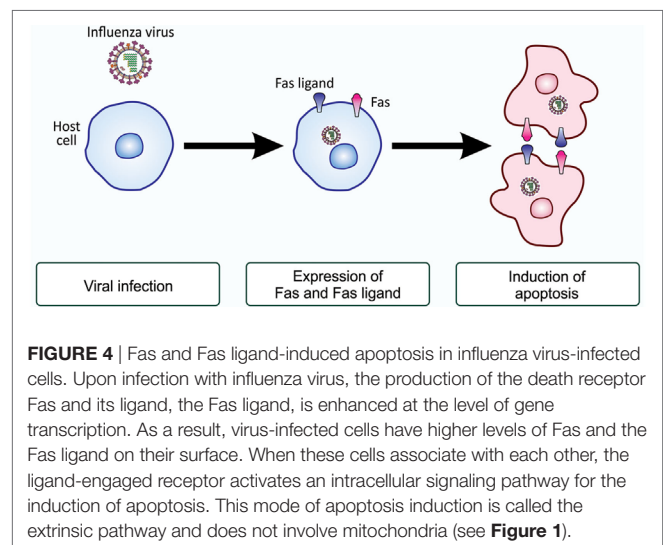 Influenza virus
Host
cell
Fas ligand
Fas
Viral infection
Expression of
Fas and Fas ligand
Induction of
apoptosis
FIGURE 4 | Fas and Fas ligand-induced apoptosis in influenza virus-infected
cells. Upon infection with influenza virus, the production of the death receptor
Fas and its ligand, the Fas ligand, is enhanced at the level of gene
transcription. As a result, virus-infected cells have higher levels of Fas and the
Fas ligand on their surface. When these cells associate with each other, the
ligand-engaged receptor activates an intracellular signaling pathway for the
induction of apoptosis. This mode of apoptosis induction is called the
extrinsic pathway and does not involve mitochondria (see Figure 1).